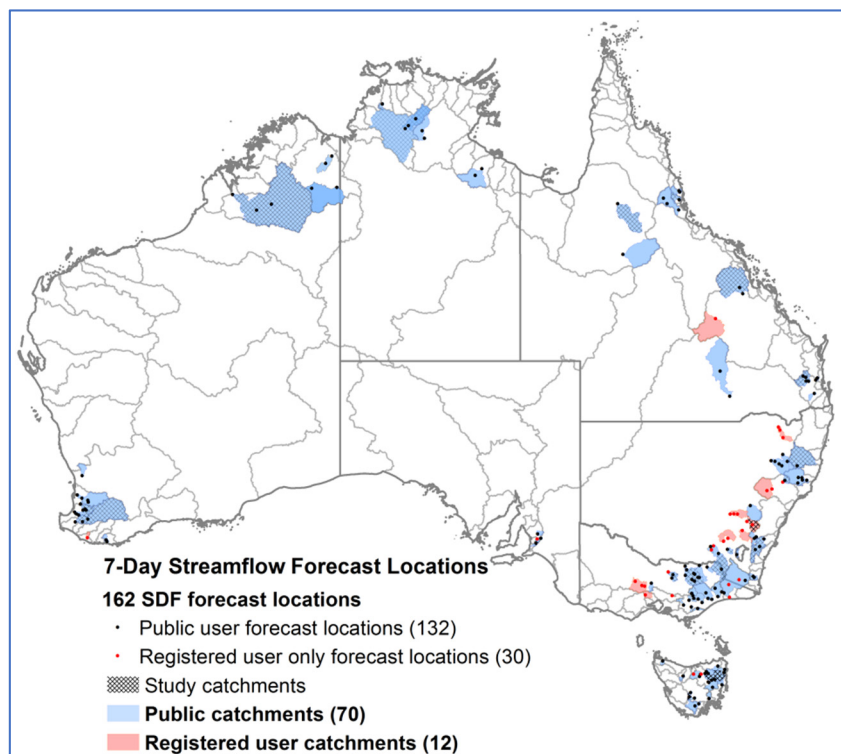 7-Day Streamflow Forecast Locations
162 SDF forecast locations
Public user forecast locations (132)
Registered user only forecast locations (30)
Study catchments
Public catchments (70)
Registered user catchments (12)